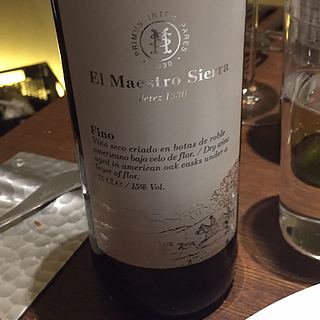 PRIMUS INTER PARES
1830
El Maestro Sierra
Jerez 1830
Fino
Vino seco criado en botas de roble
americano bajo velo de flor. / Dry wine
aged in american oak casks under a
layer of flor.
75 CL.e / 15% Vol.